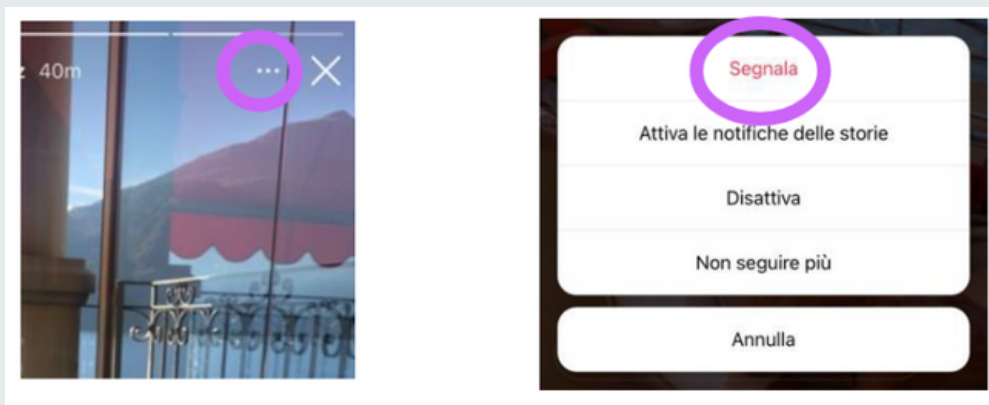 z 40m
Segnala
Attiva le notifiche delle storie
Disattiva
Non seguire più
Annulla